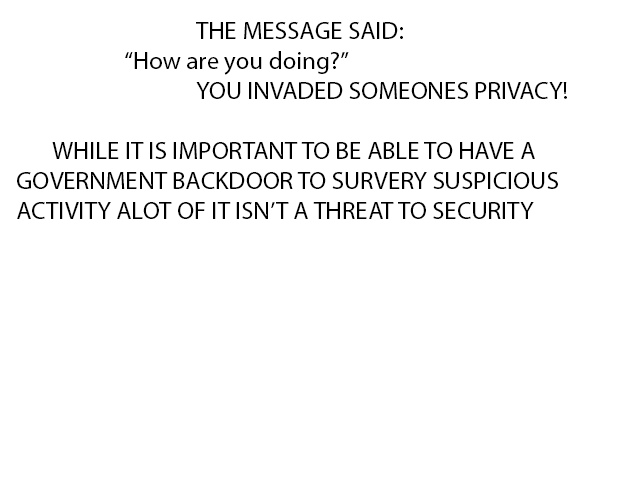 THE MESSAGE SAID:
“How are you doing?”
YOU INVADED SOMEONES PRIVACY!
WHILE IT IS IMPORTANT TO BE ABLE TO HAVE A
GOVERNMENT BACKDOOR TO SURVERY SUSPICIOUS
ACTIVITY ALOT OF IT ISN’T A THREAT TO SECURITY